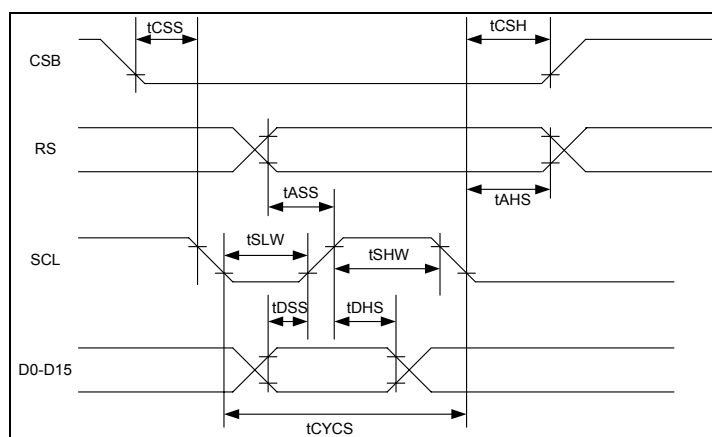 tCSS
tCSH
CSB
RS
tASS
tAHS
tSLW
tSHW
SCL
tDSS
tDHS
D0-D15
tCYCS